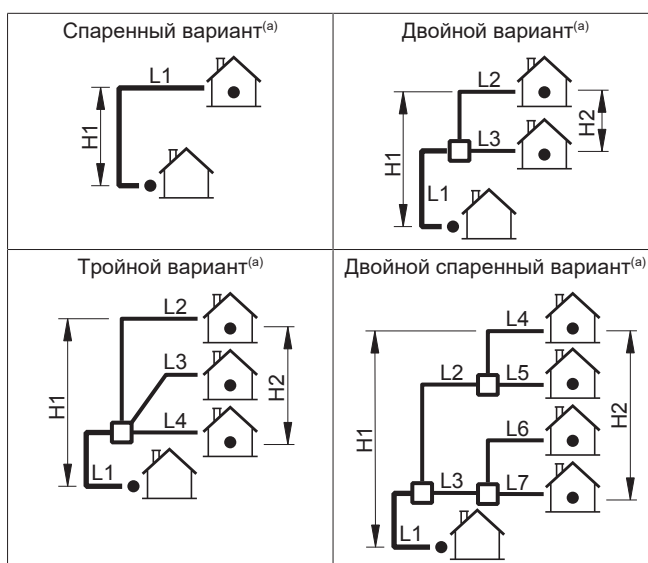 Спаренный вариант(a)
L1
H1
Двойной вариант(a)
L2
H2
L3
H1
L1
Тройной вариант(a)
L2
L3
H1
H2
L4
L1
Двойной спаренный вариант(a)
L4
L2
L5
H1
H2
L6
L3
L7
L1